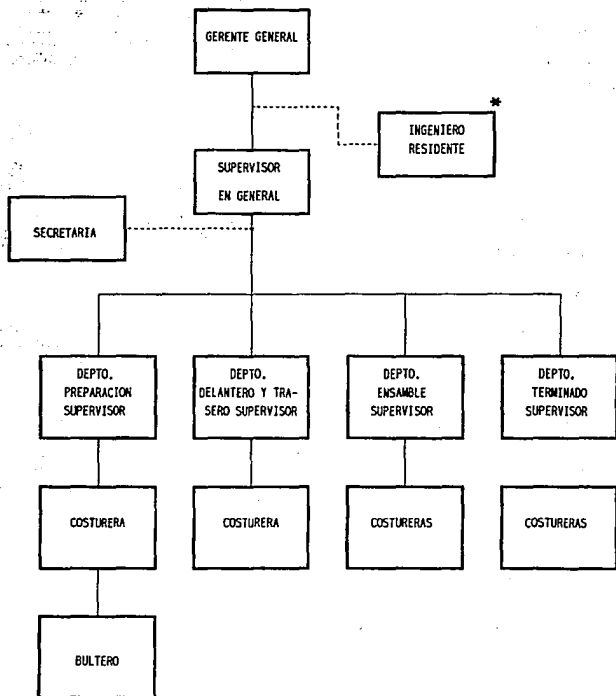 GERENTE GENERAL
*
INGENIERO
RESIDENTE
SUPERVISOR
EN GENERAL
SECRETARIA
DEPTO.
PREPARACION
SUPERVISOR
DEPTO.
DELANTERO Y TRA-
SERO SUPERVISOR
DEPTO.
ENSAMBLE
SUPERVISOR
DEPTO.
TERMINADO
SUPERVISOR
COSTURERA
COSTURERA
COSTURERAS
COSTURERAS
BULTERO